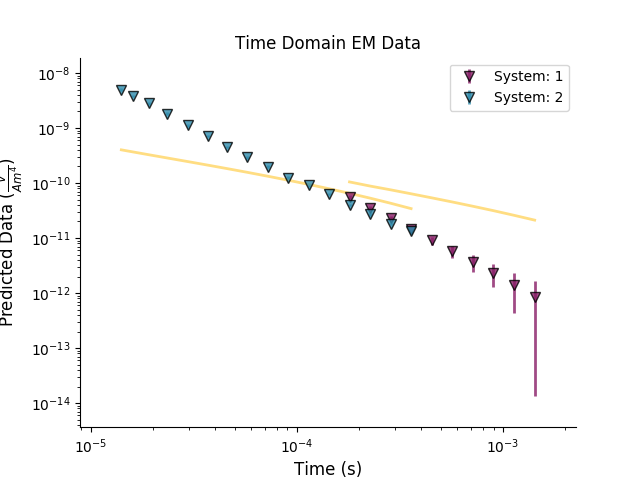 Time Domain EM Data
System: 1
System: 2
Predicted Data (V/Am⁴)
10⁻⁸
10⁻⁹
10⁻¹⁰
10⁻¹¹
10⁻¹²
10⁻¹³
10⁻¹⁴
10⁻⁵ 10⁻⁴ 10⁻³
Time (s)